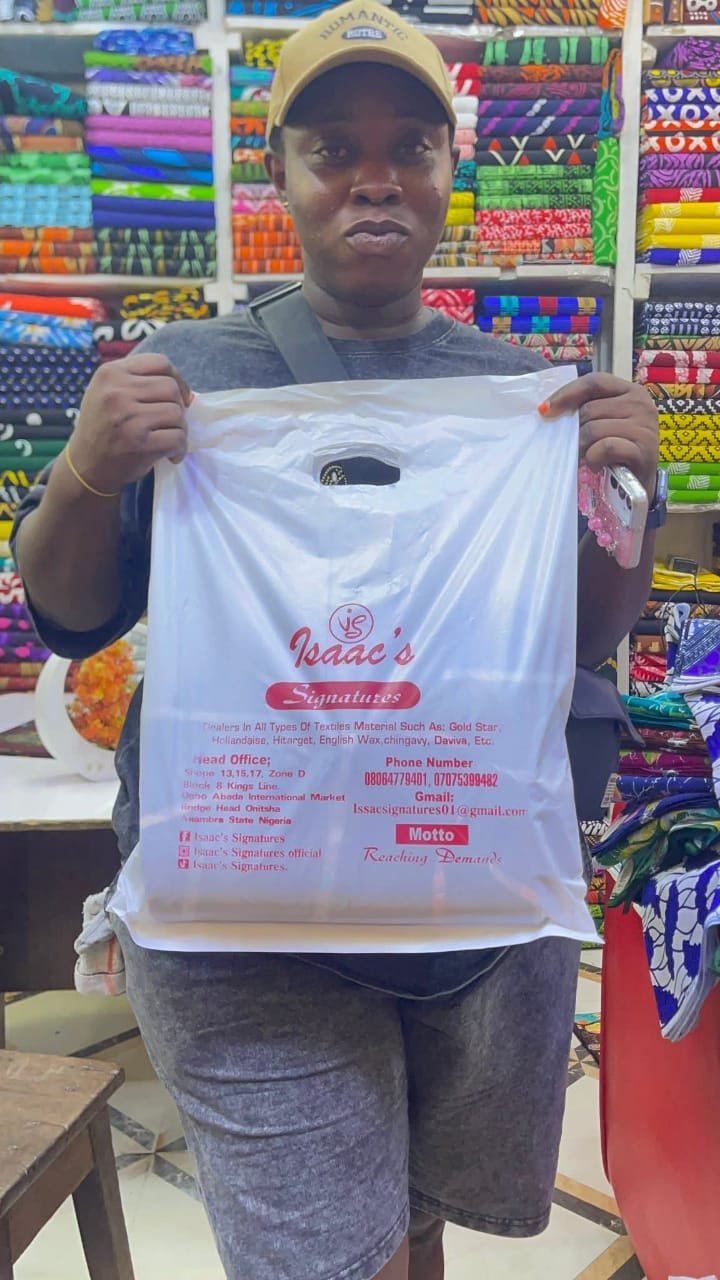 ROMANTIC
Isaac's
Signatures
Dealers In All Types Of Textiles Material Such As: Gold Star,
Hollandaise, Hitarget, English Wax,chingavy, Daviva, Etc.
Head Office;
Shops 13,15,17, Zone D
Block 8 Kings Line
Ogbo Abada International Market
Bridge Head Onitsha
Anambra State Nigeria
Isaac's Signatures
Isaac's Signatures.official
Isaac's Signatures.
Phone Number
08064779401, 07075399482
Gmail:
Issacsignatures01@gmail.com
Motto
Reaching Demands